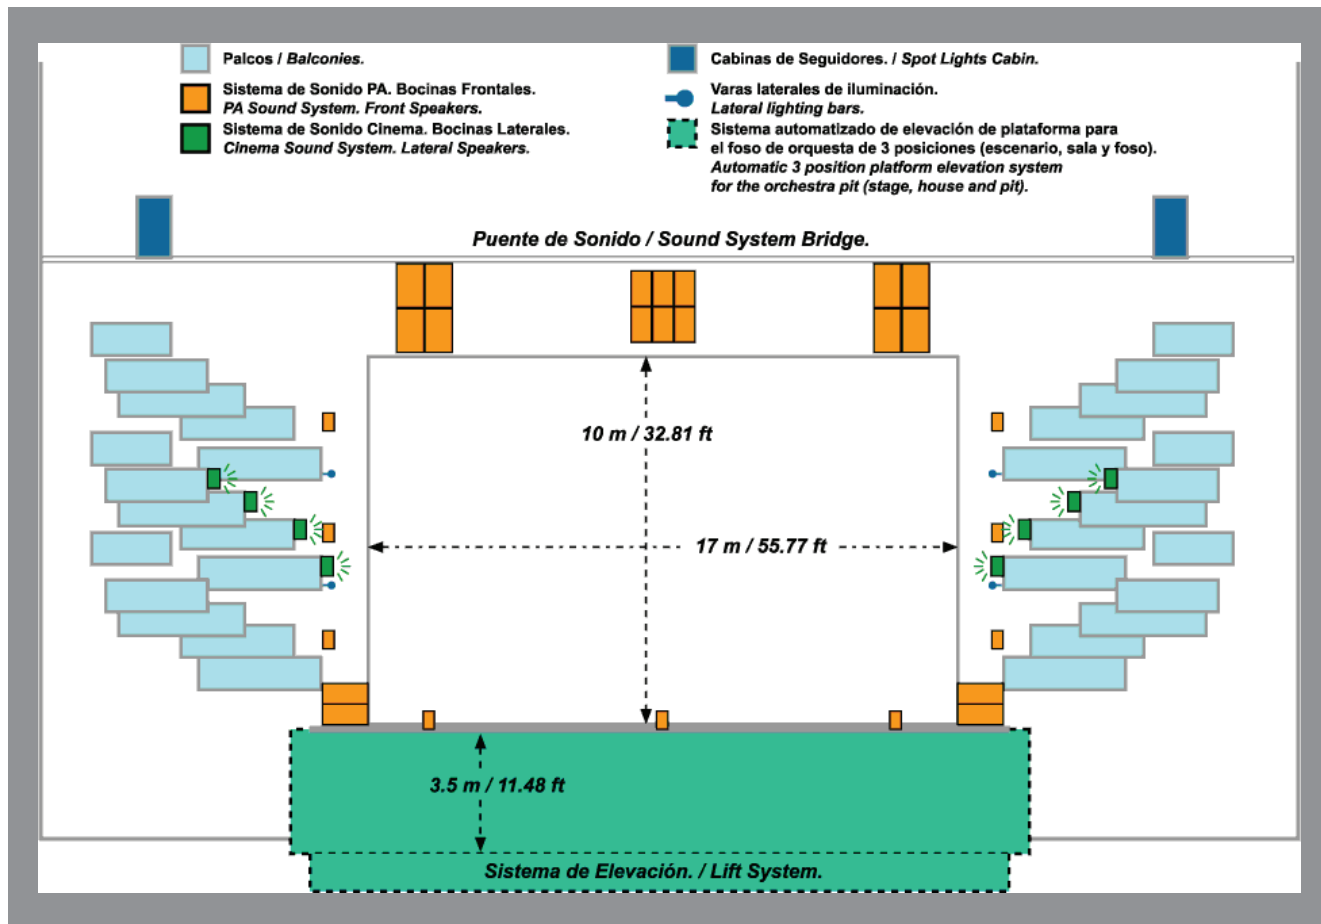 Palcos / Balconies.
Sistema de Sonido PA. Bocinas Frontales.
PA Sound System. Front Speakers.
Sistema de Sonido Cinema. Bocinas Laterales.
Cinema Sound System. Lateral Speakers.
Cabinas de Seguidores. / Spot Lights Cabin.
Varas laterales de iluminación.
Lateral lighting bars.
Sistema automatizado de elevación de plataforma para
el foso de orquesta de 3 posiciones (escenario, sala y foso).
Automatic 3 position platform elevation system
for the orchestra pit (stage, house and pit).
Puente de Sonido / Sound System Bridge.
10 m / 32.81 ft
17 m / 55.77 ft
3.5 m / 11.48 ft
Sistema de Elevación. / Lift System.